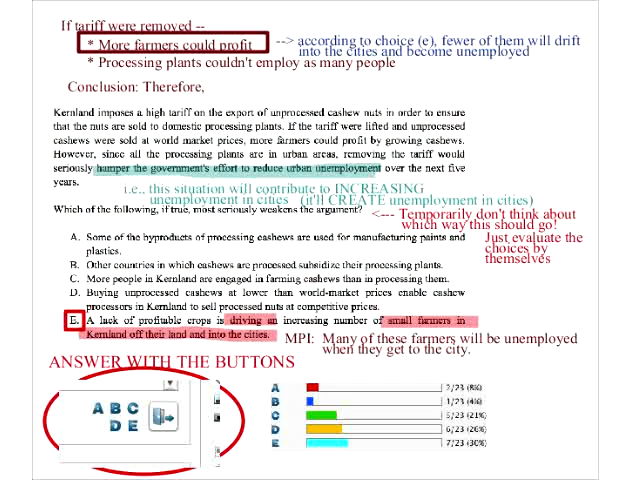 If tariff were removed --
* More farmers could profit --> according to choice (e), fewer of them will drift
into the cities and become unemployed
* Processing plants couldn't employ as many people
Conclusion: Therefore,
Kernland imposes a high tariff on the export of unprocessed cashew nuts in order to ensure
that the nuts are sold to domestic processing plants. If the tariff were lifted and unprocessed
cashews were sold at world market prices, more farmers could profit by growing cashews.
However, since all the processing plants are in urban areas, removing the tariff would
seriously hamper the government's effort to reduce urban unemployment over the next five
years.
i.e., this situation will contribute to INCREASING
unemployment in cities (it'll CREATE unemployment in cities)
Which of the following, if true, most seriously weakens the argument?
<--- Temporarily don't think about
which way this should go!
Just evaluate the
choices by
themselves
A. Some of the byproducts of processing cashews are used for manufacturing paints and
plastics.
B. Other countries in which cashews are processed subsidize their processing plants.
C. More people in Kernland are engaged in farming cashews than in processing them.
D. Buying unprocessed cashews at lower than world-market prices enable cashew
processors in Kernland to sell processed nuts at competitive prices.
E. A lack of profitable crops is driving an increasing number of small farmers in
Kernland off their land and into the cities.
MPI: Many of these farmers will be unemployed
when they get to the city.
ANSWER WITH THE BUTTONS
A B C
D E
A 2/23 (8%)
B 1/23 (4%)
C 5/23 (21%)
D 6/23 (26%)
E 7/23 (30%)